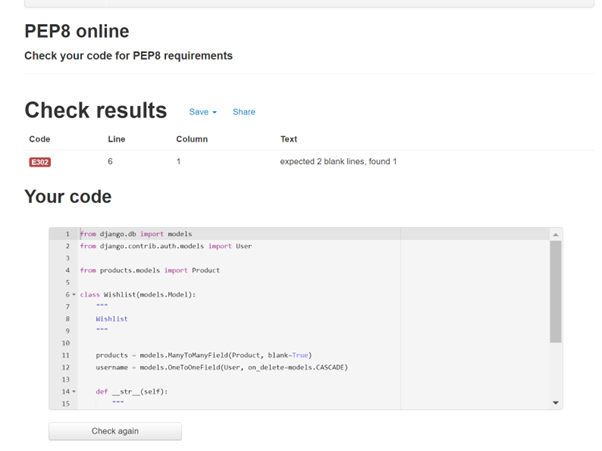 PEP8 online
Check your code for PEP8 requirements
Check results Save Share
Code Line Column Text
E302 6 1 expected 2 blank lines, found 1
Your code
1 from django.db import models
2 from django.contrib.auth.models import User
3
4 from products.models import Product
5
6 class Wishlist(models.Model):
7 """
8 Wishlist
9 """
10
11 products = models.ManyToManyField(Product, blank=True)
12 username = models.OneToOneField(User, on_delete=models.CASCADE)
13
14 def __str__(self):
15 """
Check again